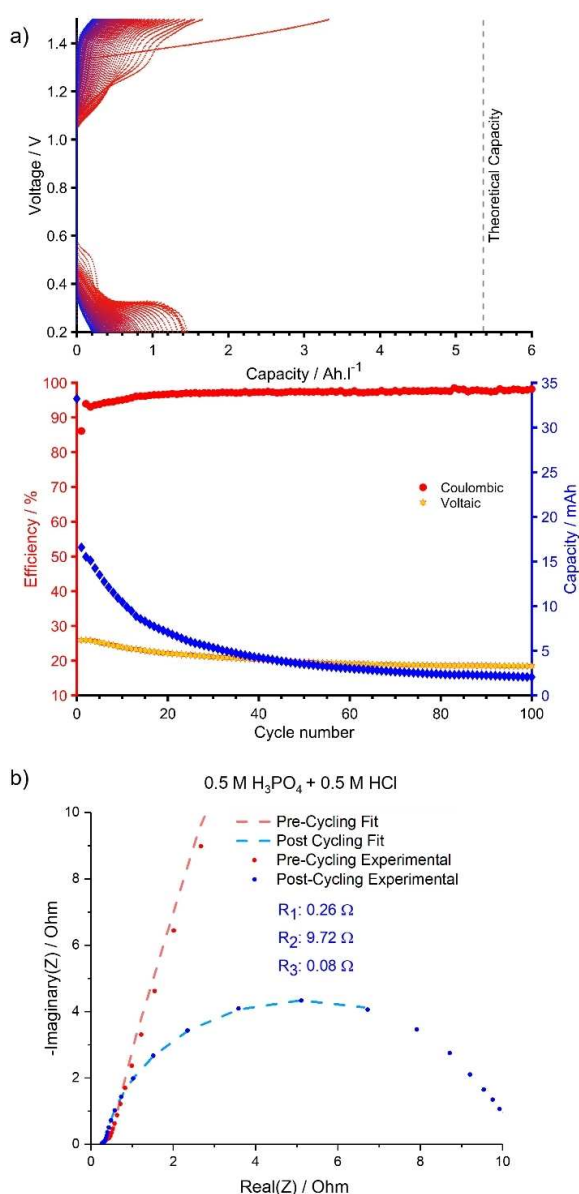 a)
1.4
1.2
1.0
0.8
0.6
0.4
0.2
Voltage / V
Theoretical Capacity
0 1 2 3 4 5 6
Capacity / Ah.l⁻¹
100
90
80
70
60
50
40
30
20
10
Efficiency / %
Coulombic
Voltaic
35
30
25
20
15
10
5
0
Capacity / mAh
0 20 40 60 80 100
Cycle number
b)
0.5 M H₃PO₄ + 0.5 M HCl
10
8
6
4
2
0
-Imaginary(Z) / Ohm
Pre-Cycling Fit
Post Cycling Fit
Pre-Cycling Experimental
Post-Cycling Experimental
R₁: 0.26 Ω
R₂: 9.72 Ω
R₃: 0.08 Ω
0 2 4 6 8 10
Real(Z) / Ohm